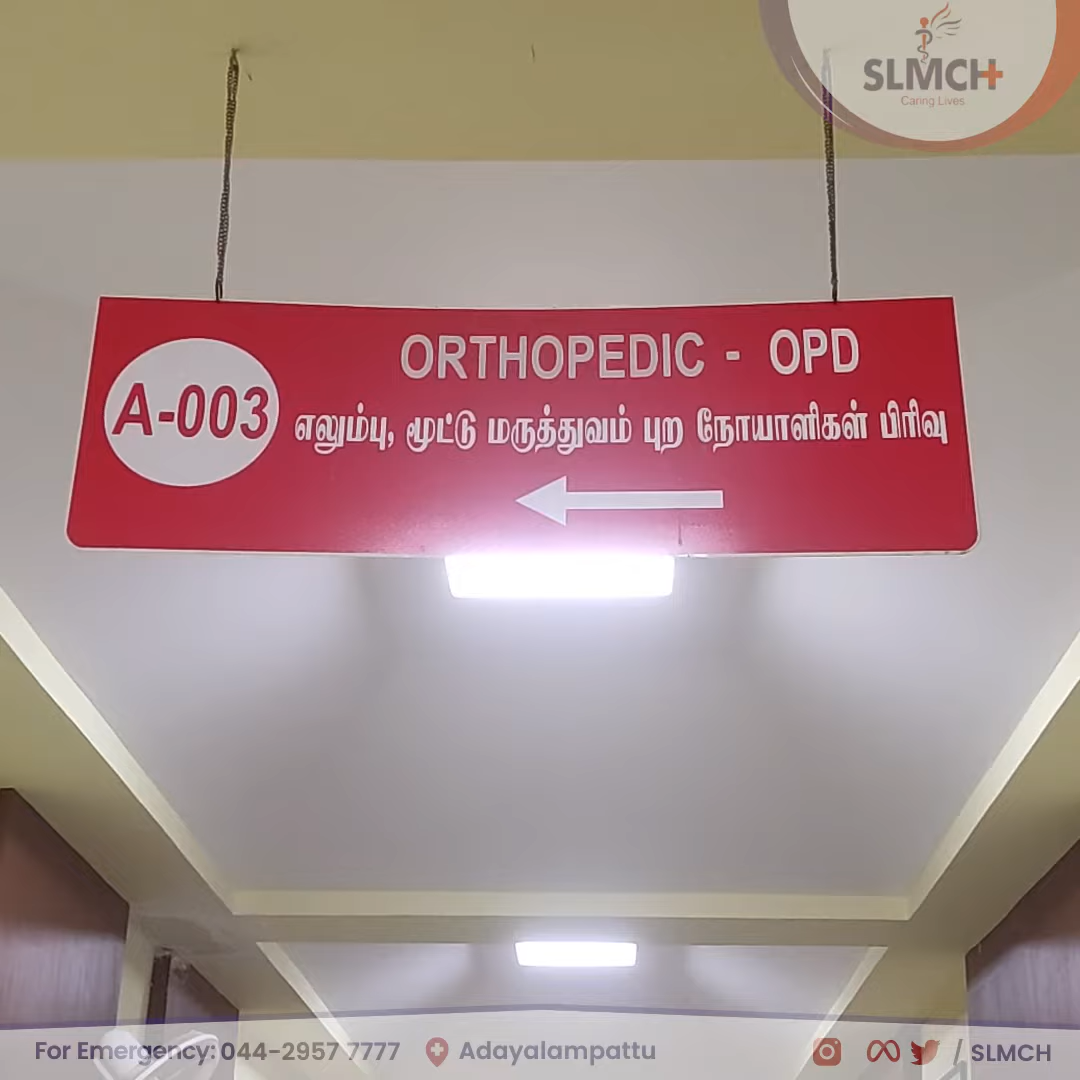 SLMCH
Caring Lives
ORTHOPEDIC - OPD
A-003
எலும்பு, மூட்டு மருத்துவம் புற நோயாளிகள் பிரிவு
For Emergency: 044-2957 7777 Adayalampattu / SLMCH